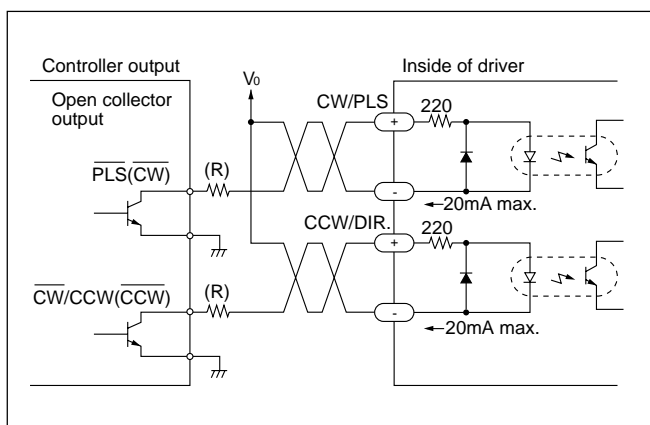 Controller output
Inside of driver
V0
Open collector
output
CW/PLS
220
+
PLS(CW)
(R)
-
←20mA max.
CCW/DIR.
220
+
CW/CCW(CCW)
(R)
-
←20mA max.